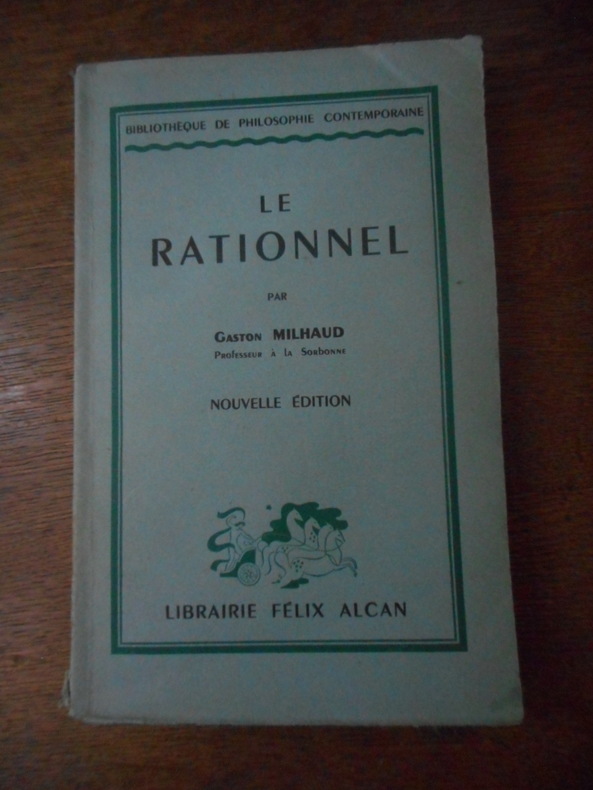 BIBLIOTHÈQUE DE PHILOSOPHIE CONTEMPORAINE
LE
RATIONNEL
PAR
GASTON MILHAUD
PROFESSEUR À LA SORBONNE
NOUVELLE ÉDITION
LIBRAIRIE FÉLIX ALCAN